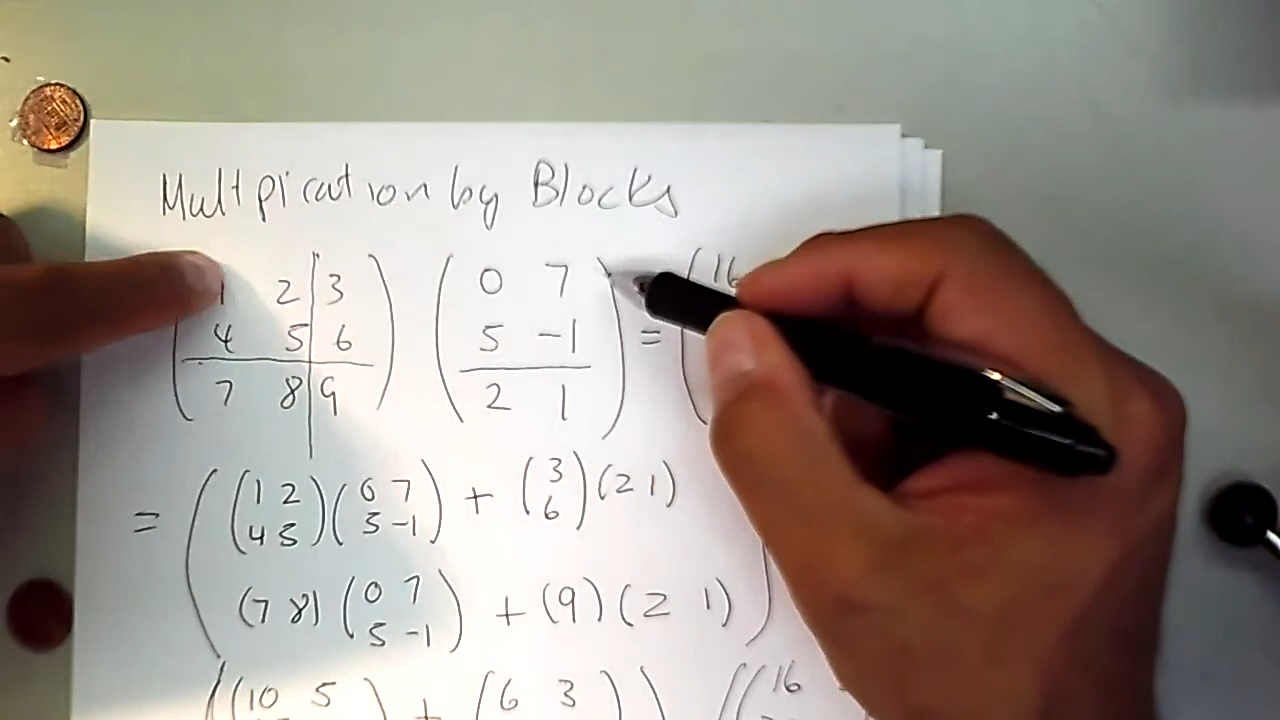 Multpication by Blocks
( 1 2 | 3 ) ( 0 7 ) = ( 16
4 5 | 6 5 -1
7 8 | 9 2 1
= ( ( 1 2 ) ( 0 7 ) + ( 3 ) ( 2 1 )
4 5 5 -1 6
( 7 8 ) ( 0 7 ) + ( 9 ) ( 2 1 ) )
5 -1
( ( 10 5 ) + ( 6 3 ) ) ( ( 16